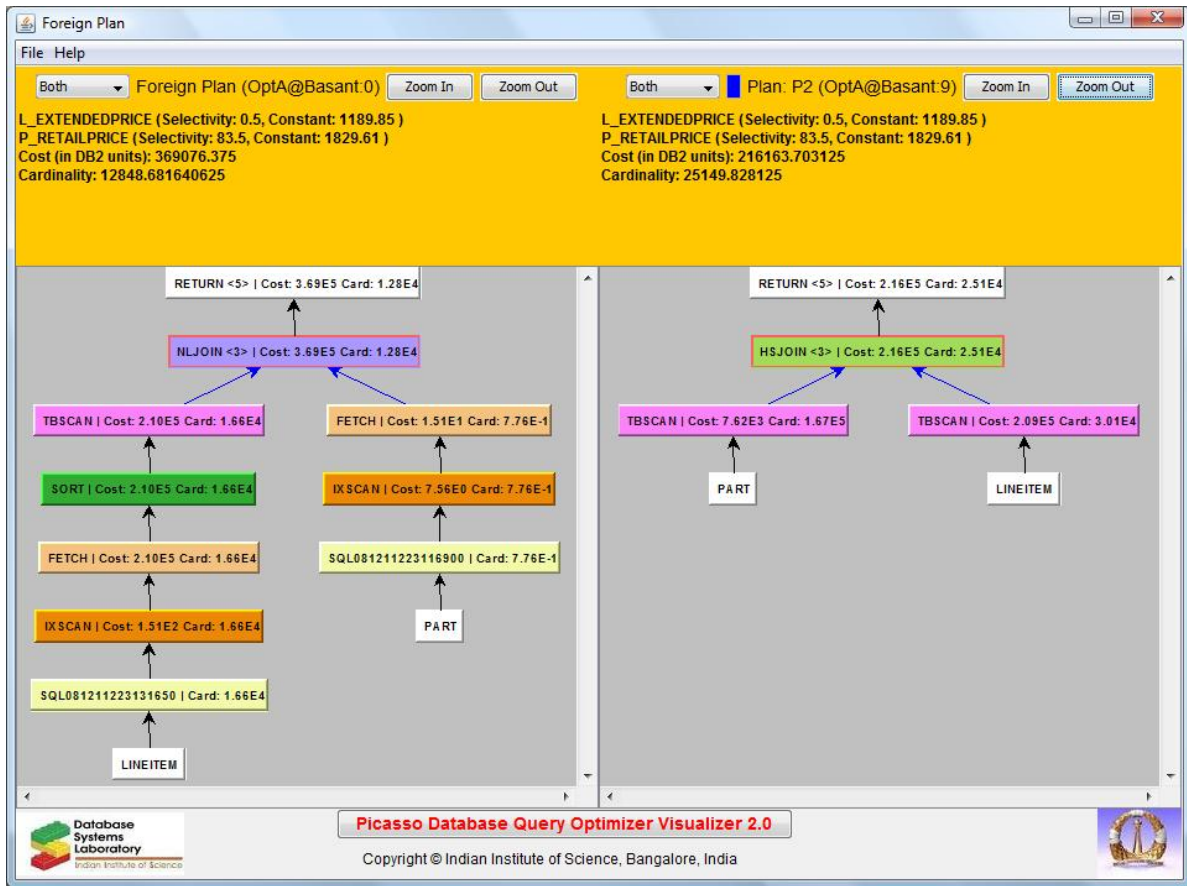 Foreign Plan
File Help
Both Foreign Plan (OptA@Basant:0) Zoom In Zoom Out
L_EXTENDEDPRICE (Selectivity: 0.5, Constant: 1189.85 )
P_RETAILPRICE (Selectivity: 83.5, Constant: 1829.61 )
Cost (in DB2 units): 369076.375
Cardinality: 12848.681640625
RETURN <5> | Cost: 3.69E5 Card: 1.28E4
NLJOIN <3> | Cost: 3.69E5 Card: 1.28E4
TBSCAN | Cost: 2.10E5 Card: 1.66E4
FETCH | Cost: 1.51E1 Card: 7.76E-1
SORT | Cost: 2.10E5 Card: 1.66E4
IXSCAN | Cost: 7.56E0 Card: 7.76E-1
FETCH | Cost: 2.10E5 Card: 1.66E4
SQL081211223116900 | Card: 7.76E-1
IXSCAN | Cost: 1.51E2 Card: 1.66E4
PART
SQL081211223131650 | Card: 1.66E4
LINEITEM
Both Plan: P2 (OptA@Basant:9) Zoom In Zoom Out
L_EXTENDEDPRICE (Selectivity: 0.5, Constant: 1189.85 )
P_RETAILPRICE (Selectivity: 83.5, Constant: 1829.61 )
Cost (in DB2 units): 216163.703125
Cardinality: 25149.828125
RETURN <5> | Cost: 2.16E5 Card: 2.51E4
HSJOIN <3> | Cost: 2.16E5 Card: 2.51E4
TBSCAN | Cost: 7.62E3 Card: 1.67E5
TBSCAN | Cost: 2.09E5 Card: 3.01E4
PART
LINEITEM
Database
Systems
Laboratory
Indian Institute of Science
Picasso Database Query Optimizer Visualizer 2.0
Copyright © Indian Institute of Science, Bangalore, India